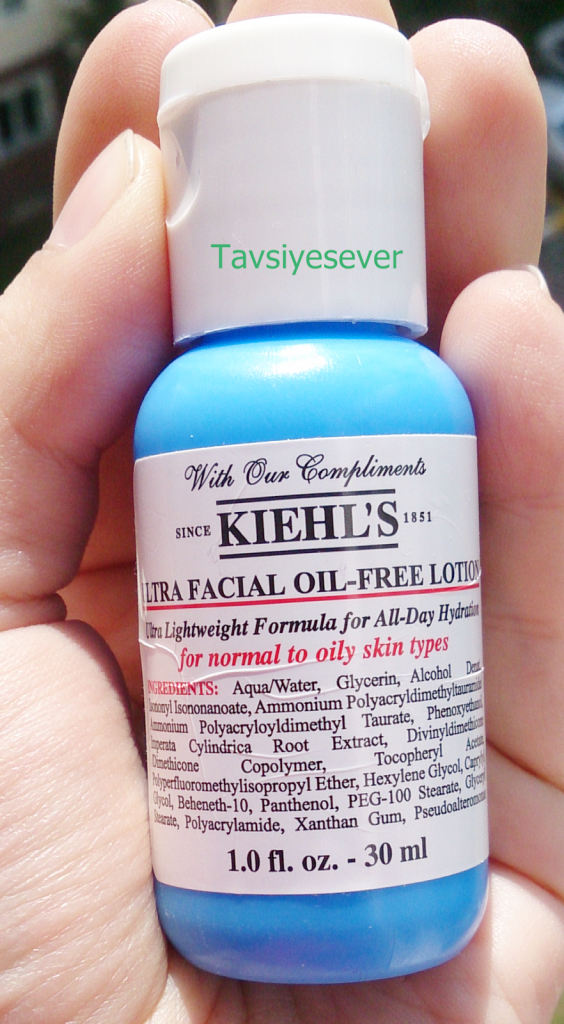 Tavsiyesever
With Our Compliments
SINCE KIEHL'S 1851
LTRA FACIAL OIL-FREE LOTION
Ultra Lightweight Formula for All-Day Hydration
for normal to oily skin types
INGREDIENTS: Aqua/Water, Glycerin, Alcohol Denat,
Isononyl Isononanoate, Ammonium Polyacryldimethyltauramide
Ammonium Polyacryloyldimethyl Taurate, Phenoxyethanol,
Imperata Cylindrica Root Extract, Divinyldimethicone
Dimethicone Copolymer, Tocopheryl Acetate,
Polyperfluoromethylisopropyl Ether, Hexylene Glycol,
Glycol, Beheneth-10, Panthenol, PEG-100 Stearate, Glyceryl
Stearate, Polyacrylamide, Xanthan Gum,
1.0 fl. oz. - 30 ml